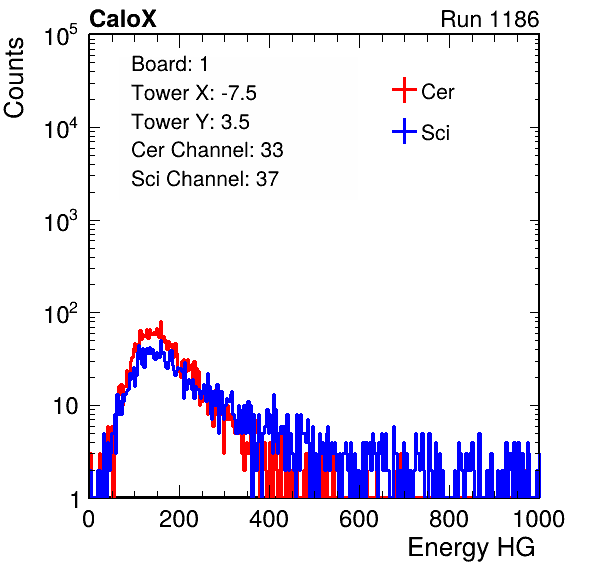 CaloX Run 1186
Counts
10^5
10^4
10^3
10^2
10
1
Board: 1
Tower X: -7.5
Tower Y: 3.5
Cer Channel: 33
Sci Channel: 37
Cer
Sci
0 200 400 600 800 1000
Energy HG